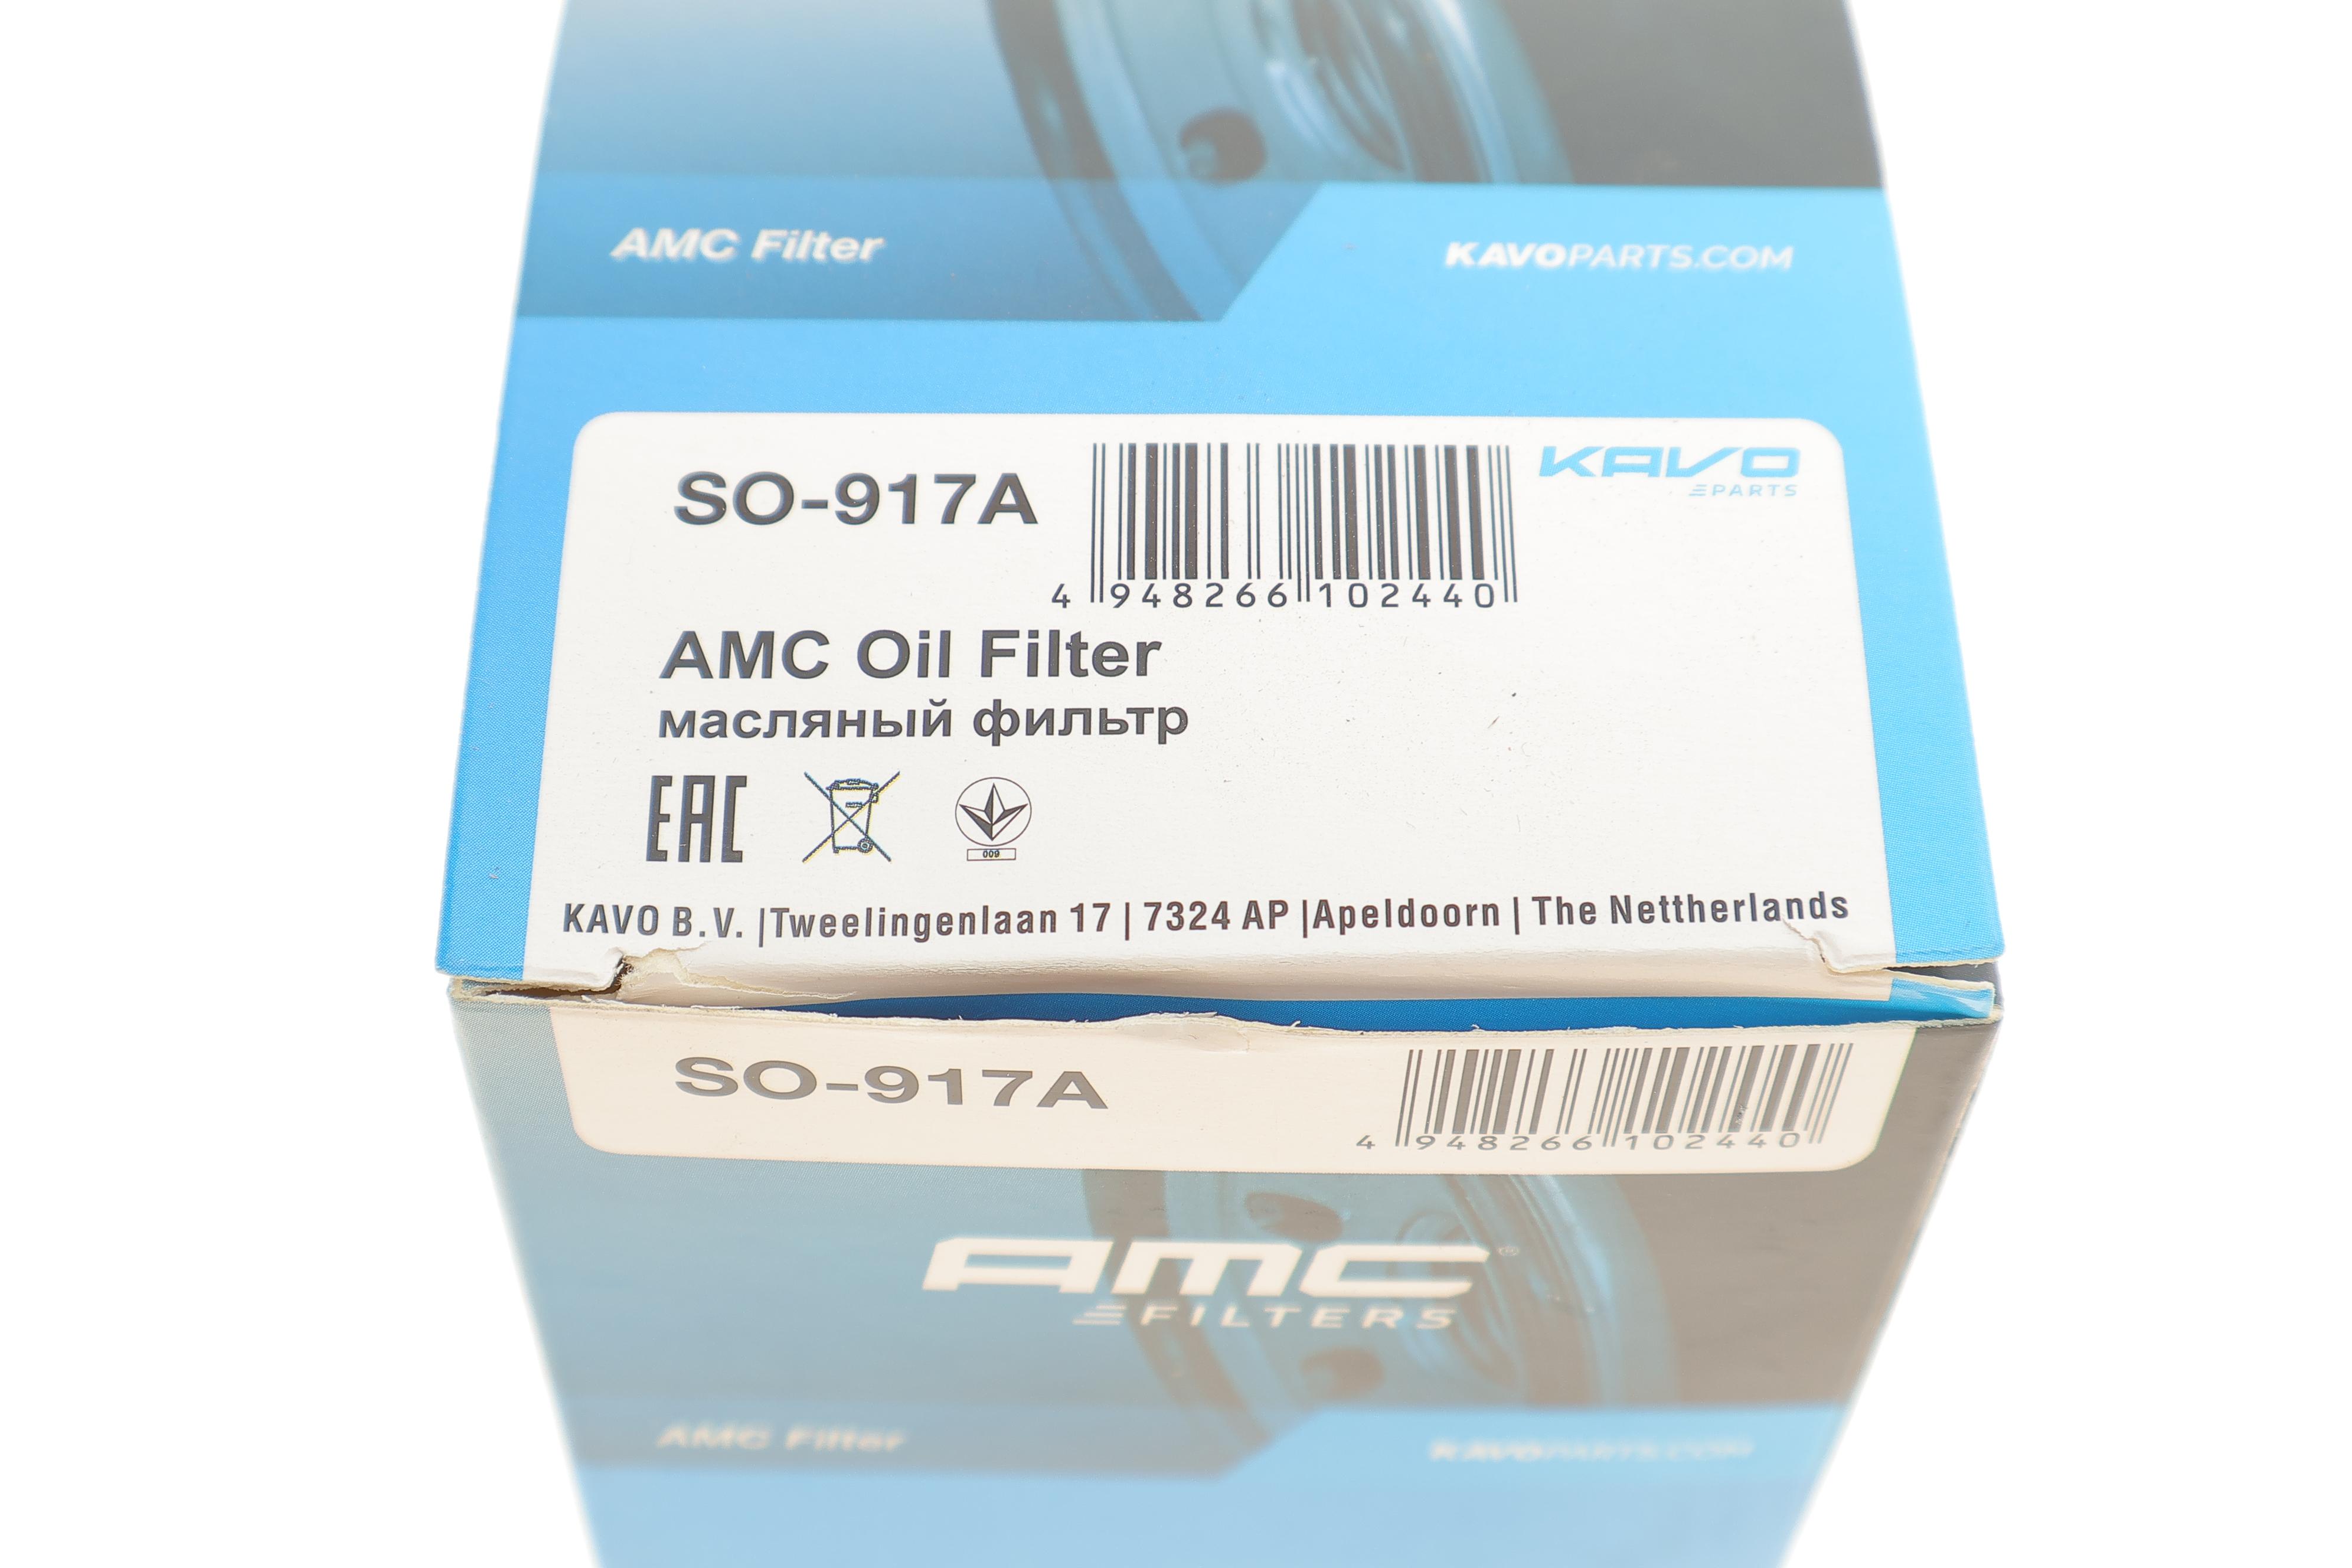 AMC Filter
KAVOPARTS.COM
SO-917A
KAVO
PARTS
4 948266 102440
AMC Oil Filter
масляный фильтр
EAC
009
KAVO B.V. |Tweelingenlaan 17 | 7324 AP |Apeldoorn | The Nettherlands
SO-917A
4 948266 102440
AMC ®
FILTERS
AMC Filter
KAVOPARTS.COM